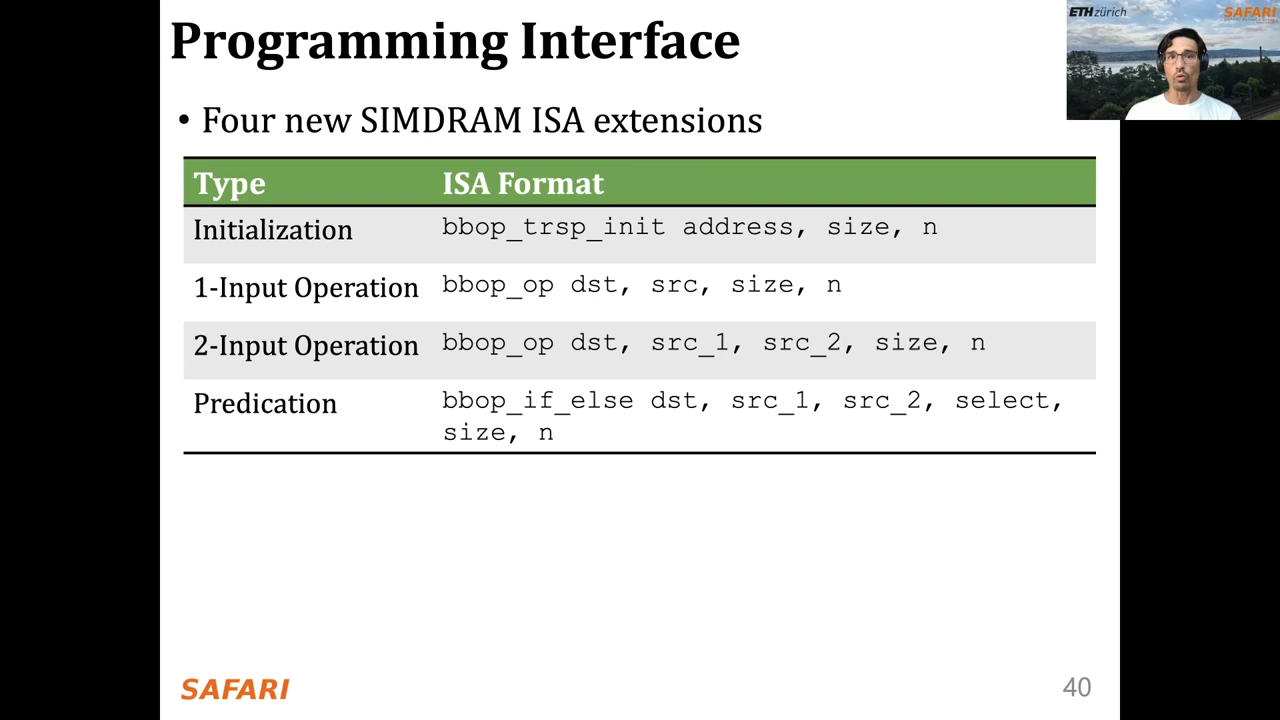 Programming Interface
ETH zürich
SAFARI
• Four new SIMDRAM ISA extensions
Type ISA Format
Initialization bbop_trsp_init address, size, n
1-Input Operation bbop_op dst, src, size, n
2-Input Operation bbop_op dst, src_1, src_2, size, n
Predication bbop_if_else dst, src_1, src_2, select,
size, n
SAFARI
40